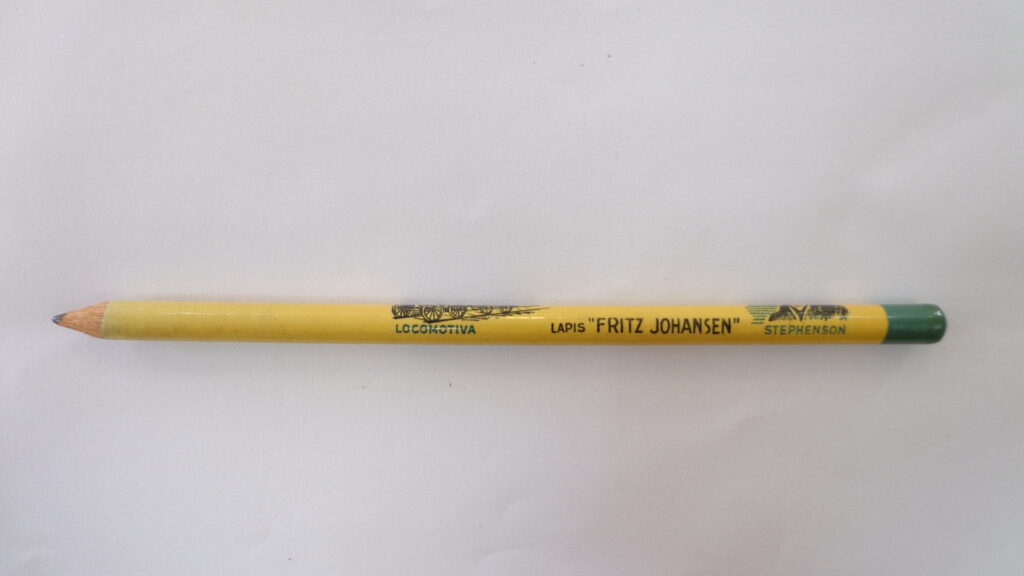 LOCOMOTIVA LAPIS "FRITZ JOHANSEN" STEPHENSON